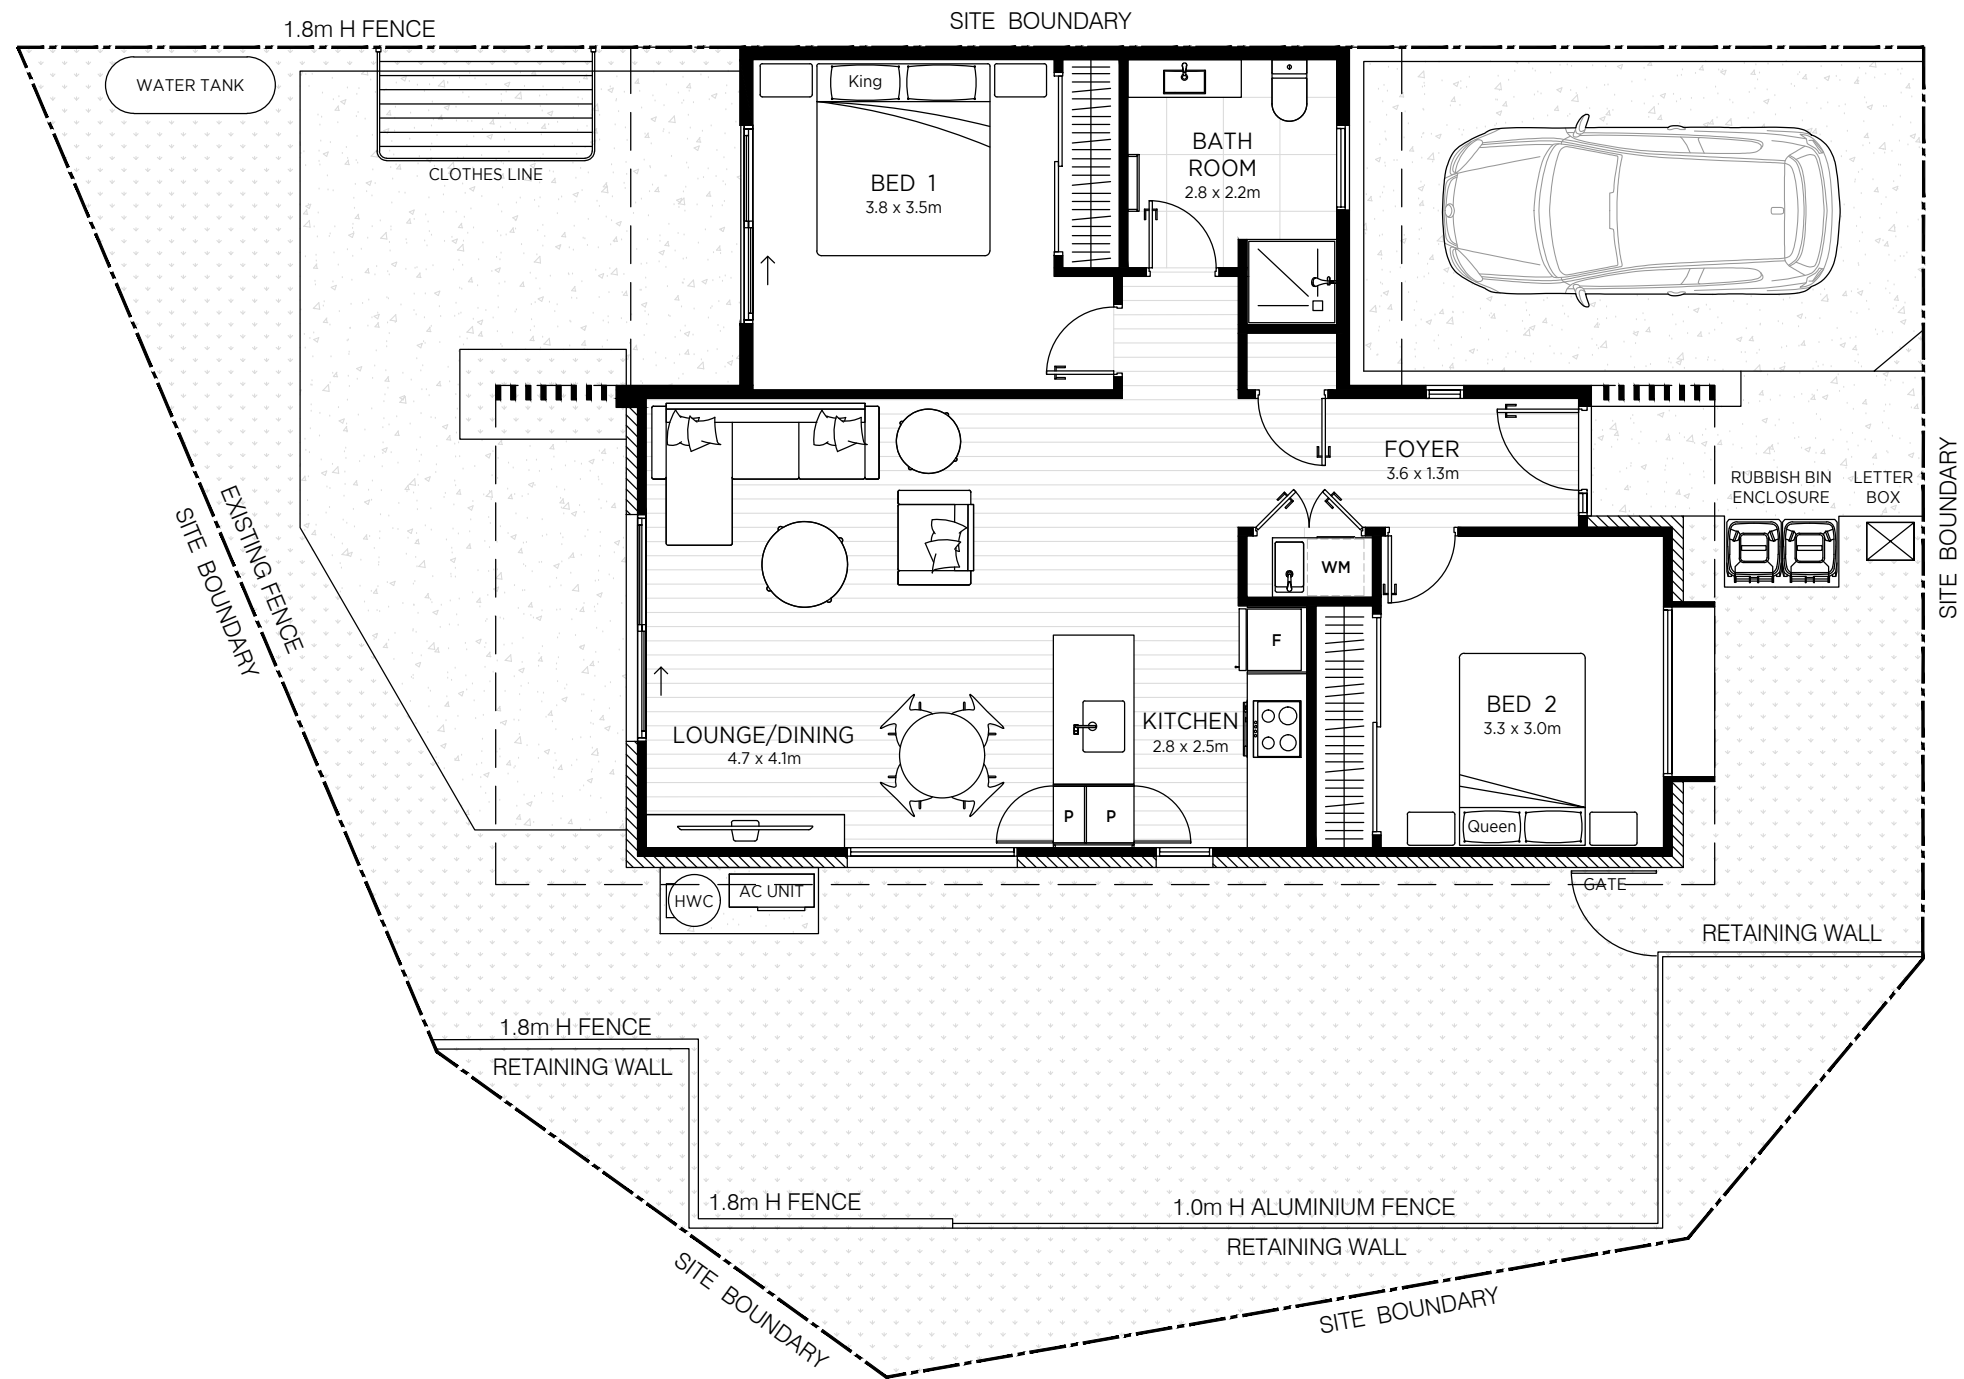 SITE BOUNDARY
1.8m H FENCE
WATER TANK
CLOTHES LINE
King
BED 1
3.8 x 3.5m
BATH
ROOM
2.8 x 2.2m
FOYER
3.6 x 1.3m
RUBBISH BIN
ENCLOSURE
LETTER
BOX
SITE BOUNDARY
EXISTING FENCE
SITE BOUNDARY
WM
F
LOUNGE/DINING
4.7 x 4.1m
KITCHEN
2.8 x 2.5m
BED 2
3.3 x 3.0m
P
P
Queen
HWC
AC UNIT
GATE
RETAINING WALL
1.8m H FENCE
RETAINING WALL
1.8m H FENCE
1.0m H ALUMINIUM FENCE
RETAINING WALL
SITE BOUNDARY
SITE BOUNDARY